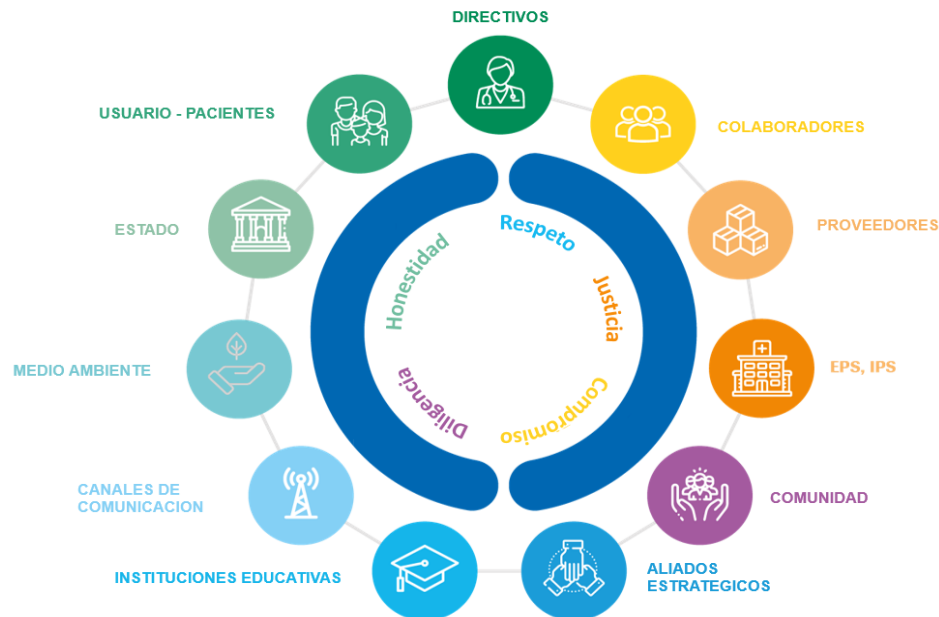 DIRECTIVOS
USUARIO - PACIENTES
COLABORADORES
ESTADO
PROVEEDORES
MEDIO AMBIENTE
EPS, IPS
CANALES DE
COMUNICACION
COMUNIDAD
INSTITUCIONES EDUCATIVAS
ALIADOS
ESTRATEGICOS
Respeto
Justicia
Compromiso
Diligencia
Honestidad